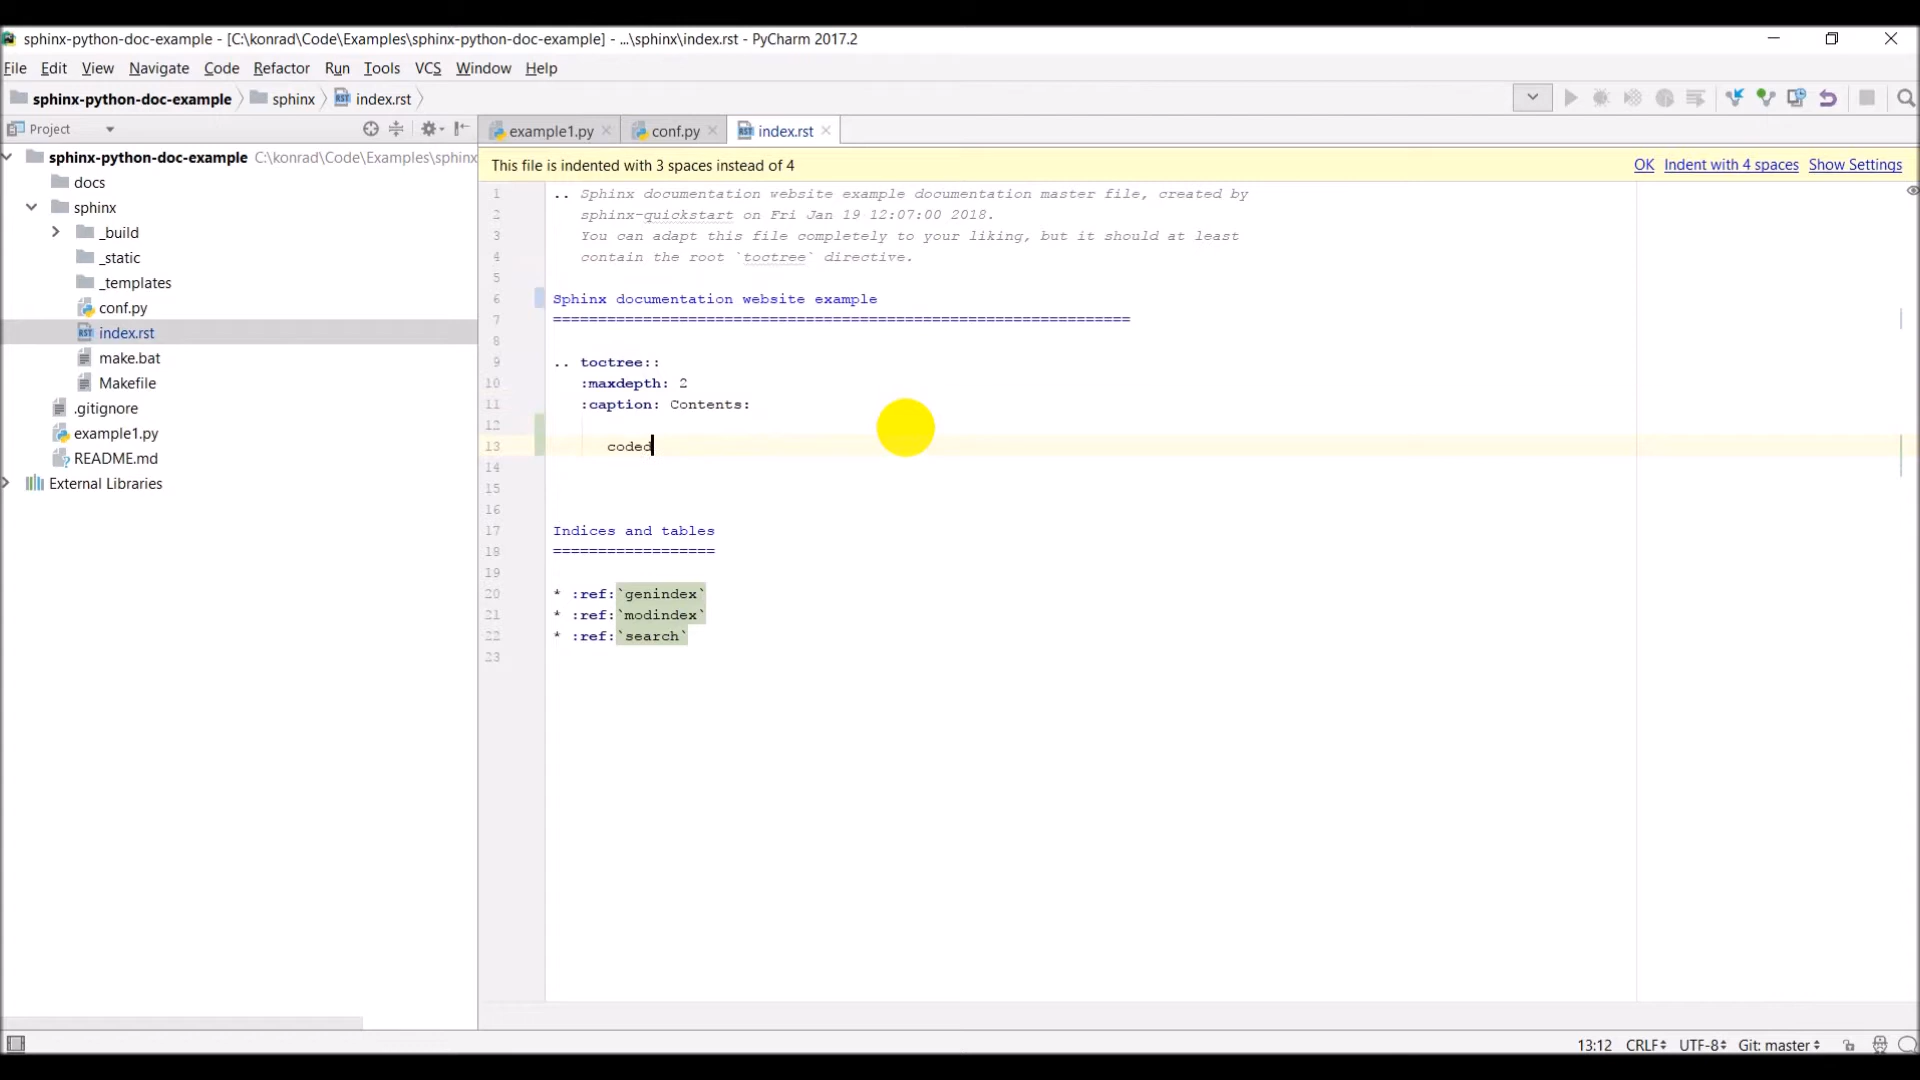 sphinx-python-doc-example - [C:\konrad\Code\Examples\sphinx-python-doc-example] - ...\sphinx\index.rst - PyCharm 2017.2
File Edit View Navigate Code Refactor Run Tools VCS Window Help
sphinx-python-doc-example sphinx index.rst
Project
example1.py conf.py index.rst
sphinx-python-doc-example C:\konrad\Code\Examples\sphinx
docs
sphinx
_build
_static
_templates
conf.py
index.rst
make.bat
Makefile
.gitignore
example1.py
README.md
External Libraries
This file is indented with 3 spaces instead of 4 OK Indent with 4 spaces Show Settings
1 .. Sphinx documentation website example documentation master file, created by
2 sphinx-quickstart on Fri Jan 19 12:07:00 2018.
3 You can adapt this file completely to your liking, but it should at least
4 contain the root `toctree` directive.
5
6 Sphinx documentation website example
7 ================================================================
8
9 .. toctree::
10 :maxdepth: 2
11 :caption: Contents:
12
13 coded
14
15
16
17 Indices and tables
18 ==================
19
20 * :ref:`genindex`
21 * :ref:`modindex`
22 * :ref:`search`
23
13:12 CRLF UTF-8 Git: master